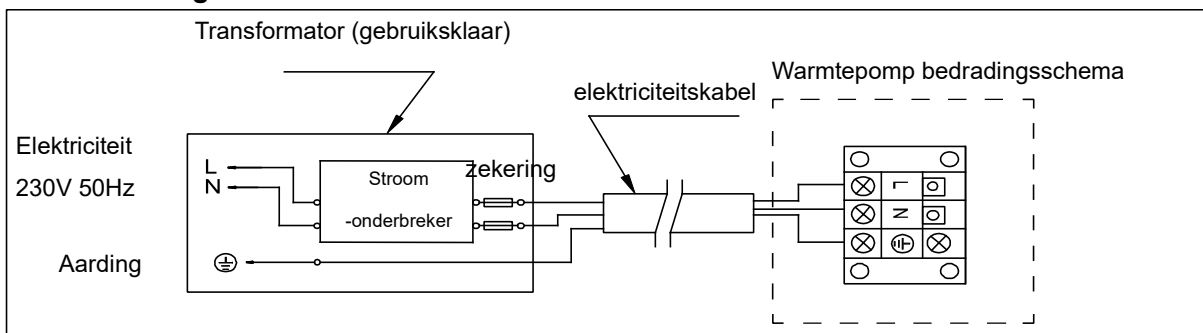 Transformator (gebruiksklaar)
Warmtepomp bedradingsschema
elektriciteitskabel
Elektriciteit
230V 50Hz
L
N
Stroom
-onderbreker
zekering
Aarding
L
N